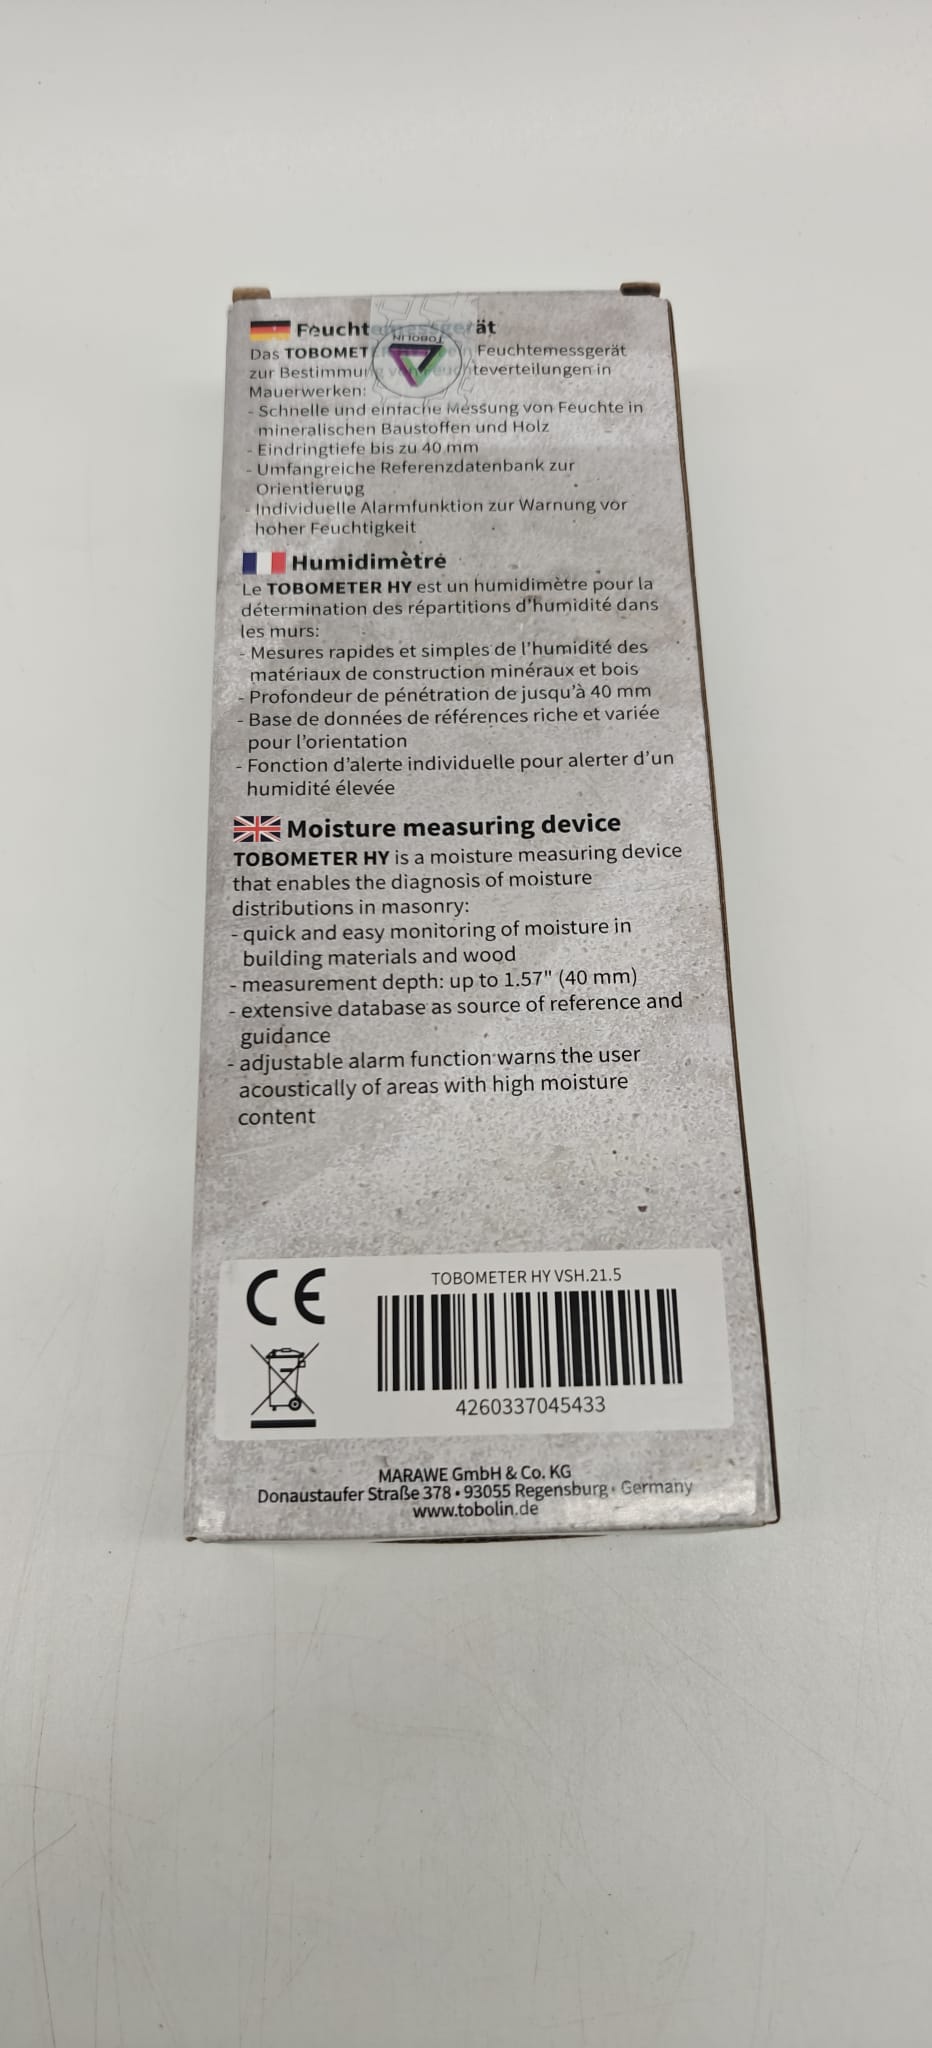 Feuchtemessgerät
Das TOBOMET Feuchtemessgerät
zur Bestimmung von Feuchteverteilungen in
Mauerwerken:
- Schnelle und einfache Messung von Feuchte in
mineralischen Baustoffen und Holz
- Eindringtiefe bis zu 40 mm
- Umfangreiche Referenzdatenbank zur
Orientierung
- Individuelle Alarmfunktion zur Warnung vor
hoher Feuchtigkeit
TOBOLIN
Humidimètre
Le TOBOMETER HY est un humidimètre pour la
détermination des répartitions d'humidité dans
les murs:
- Mesures rapides et simples de l'humidité des
matériaux de construction minéraux et bois
- Profondeur de pénétration de jusqu'à 40 mm
- Base de données de références riche et variée
pour l'orientation
- Fonction d'alerte individuelle pour alerter d'un
humidité élevée
Moisture measuring device
TOBOMETER HY is a moisture measuring device
that enables the diagnosis of moisture
distributions in masonry:
- quick and easy monitoring of moisture in
building materials and wood
- measurement depth: up to 1.57" (40 mm)
- extensive database as source of reference and
guidance
- adjustable alarm function warns the user
acoustically of areas with high moisture
content
CE
TOBOMETER HY VSH.21.5
4260337045433
MARAWE GmbH & Co. KG
Donaustaufer Straße 378 • 93055 Regensburg • Germany
www.tobolin.de